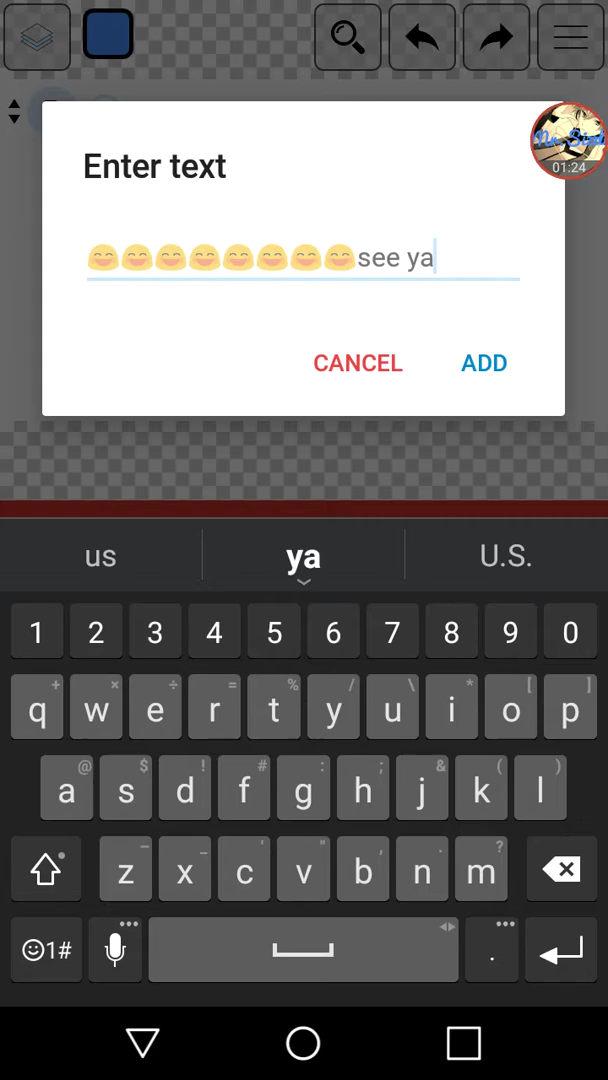 01:24
Enter text
😄😄😄😄😄😄😄😄see ya
CANCEL ADD
us ya U.S.
1 2 3 4 5 6 7 8 9 0
+ × ÷ = % / \ * [ ]
q w e r t y u i o p
@ $ ! # : ; & ( )
a s d f g h j k l
- _ ' " , . ?
z x c v b n m
☺1# .